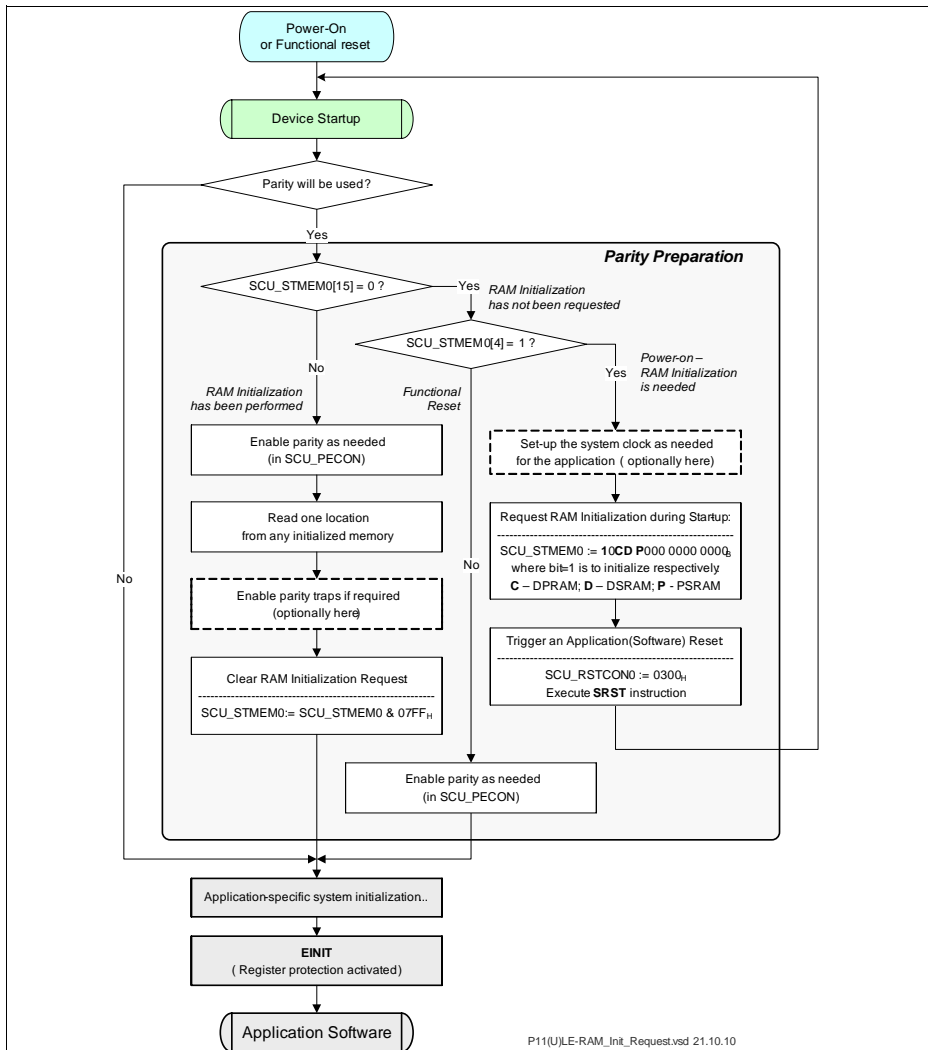 Power-On
or Functional reset
Device Startup
Parity will be used?
Yes
No
Parity Preparation
SCU_STMEM0[15] = 0 ?
Yes
RAM Initialization
has not been requested
SCU_STMEM0[4] = 1 ?
No
Yes
Power-on –
RAM Initialization
is needed
RAM Initialization
has been performed
Functional
Reset
Enable parity as needed
(in SCU_PECON)
Set-up the system clock as needed
for the application ( optionally here)
Read one location
from any initialized memory
Request RAM Initialization during Startup:
SCU_STMEM0 := 10CD P000 0000 0000B
where bit=1 is to initialize respectively:
C – DPRAM; D – DSRAM; P - PSRAM
No
Enable parity traps if required
(optionally here)
Trigger an Application(Software) Reset
SCU_RSTCON0 := 0300H
Execute SRST instruction
Clear RAM Initialization Request
SCU_STMEM0:= SCU_STMEM0 & 07FFH
Enable parity as needed
(in SCU_PECON)
Application-specific system initialization..
EINIT
( Register protection activated)
Application Software
P11(U)LE-RAM_Init_Request.vsd 21.10.10